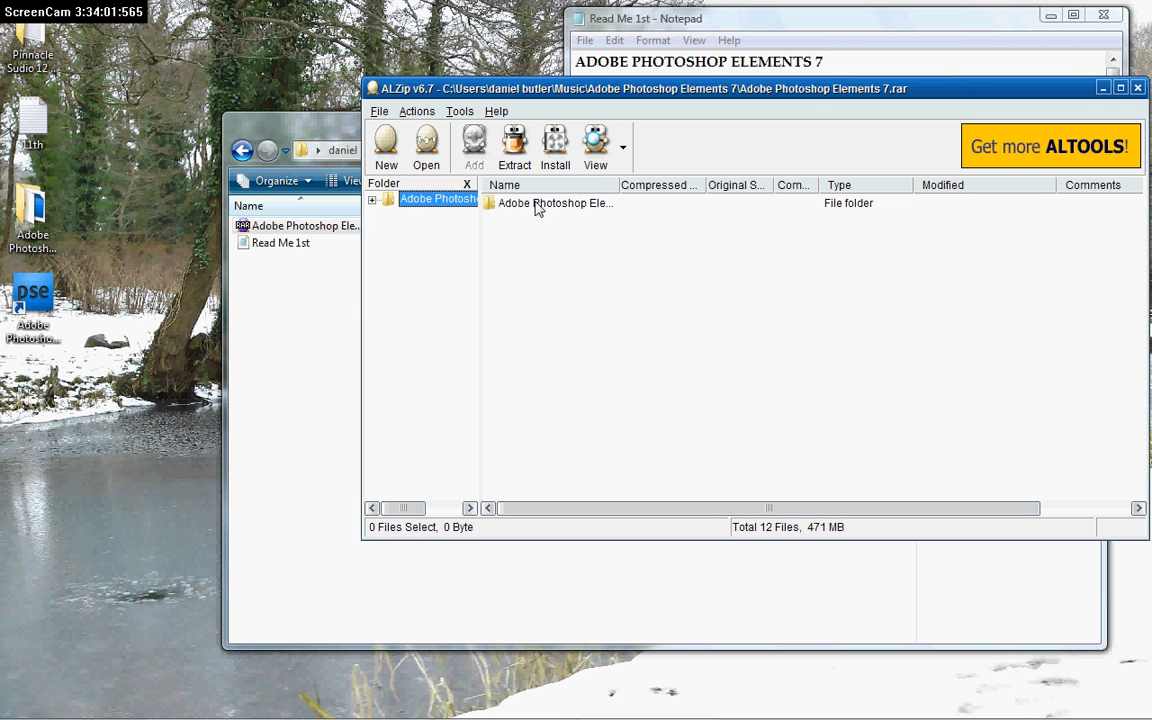 ScreenCam 3:34:01:565
Pinnacle
Sudio 12 ...
11th
Adobe
Photosh...
pse
Adobe
Photosho...
Read Me 1st - Notepad
File Edit Format View Help
ADOBE PHOTOSHOP ELEMENTS 7
daniel
Organize
Name
Adobe Photoshop Ele...
Read Me 1st
ALZip v6.7 - C:\Users\daniel butler\Music\Adobe Photoshop Elements 7\Adobe Photoshop Elements 7.rar
File Actions Tools Help
New Open Add Extract Install View
Get more ALTOOLS!
Folder X
Adobe Photosh
Name Compressed ... Original S... Com... Type Modified Comments
Adobe Photoshop Ele... File folder
0 Files Select, 0 Byte
Total 12 Files, 471 MB